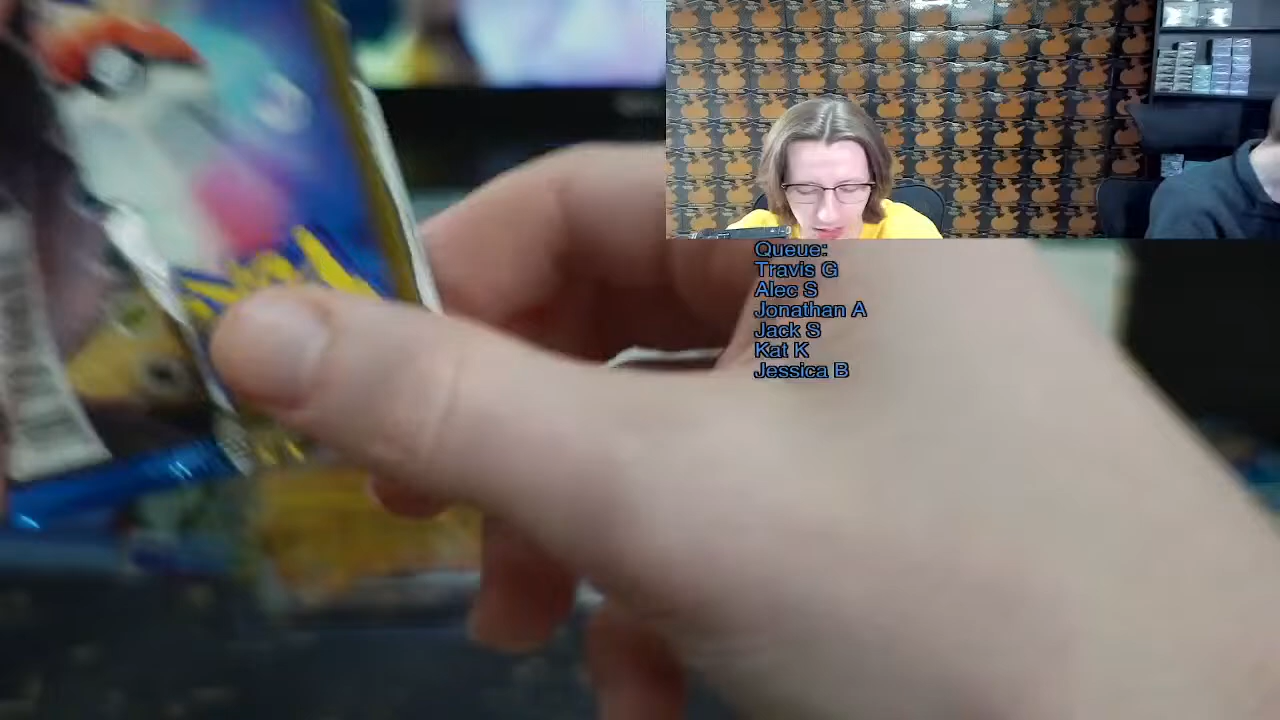 Queue:
Travis G
Alec S
Jonathan A
Jack S
Kat K
Jessica B